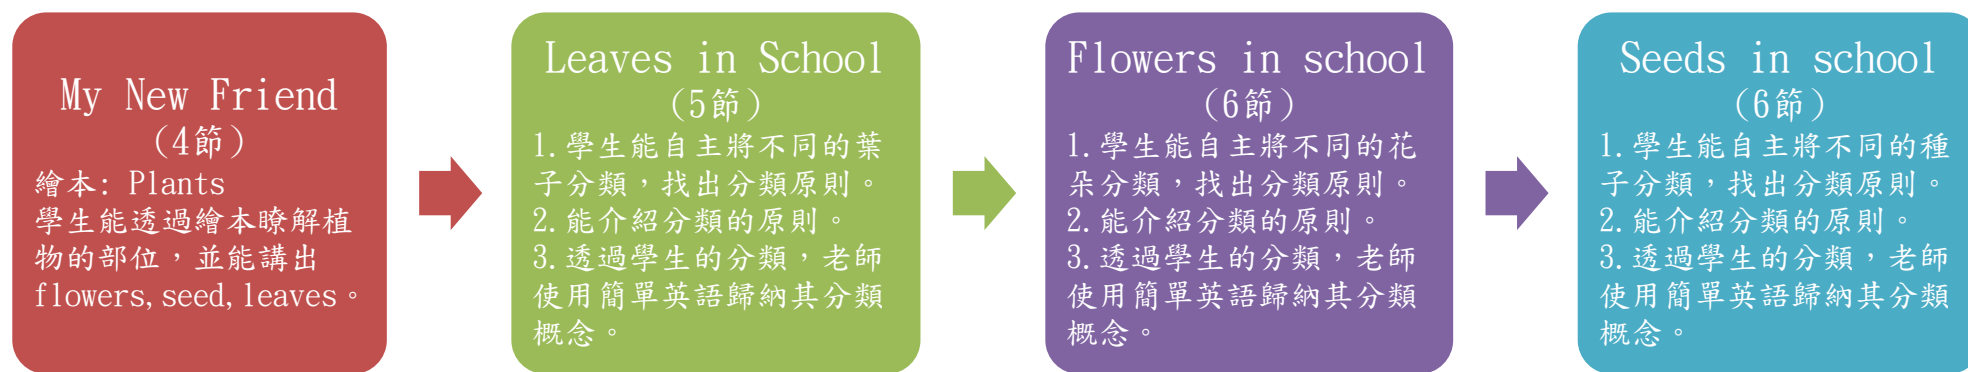 My New Friend
(4節)
繪本: Plants
學生能透過繪本瞭解植
物的部位，並能講出
flowers,seed,leaves。
Leaves in School
(5節)
1.學生能自主將不同的葉
子分類，找出分類原則。
2.能介紹分類的原則。
3.透過學生的分類，老師
使用簡單英語歸納其分類
概念。
Flowers in school
(6節)
1.學生能自主將不同的花
朵分類，找出分類原則。
2.能介紹分類的原則。
3.透過學生的分類，老師
使用簡單英語歸納其分類
概念。
Seeds in school
(6節)
1.學生能自主將不同的種
子分類，找出分類原則。
2.能介紹分類的原則。
3.透過學生的分類，老師
使用簡單英語歸納其分類
概念。